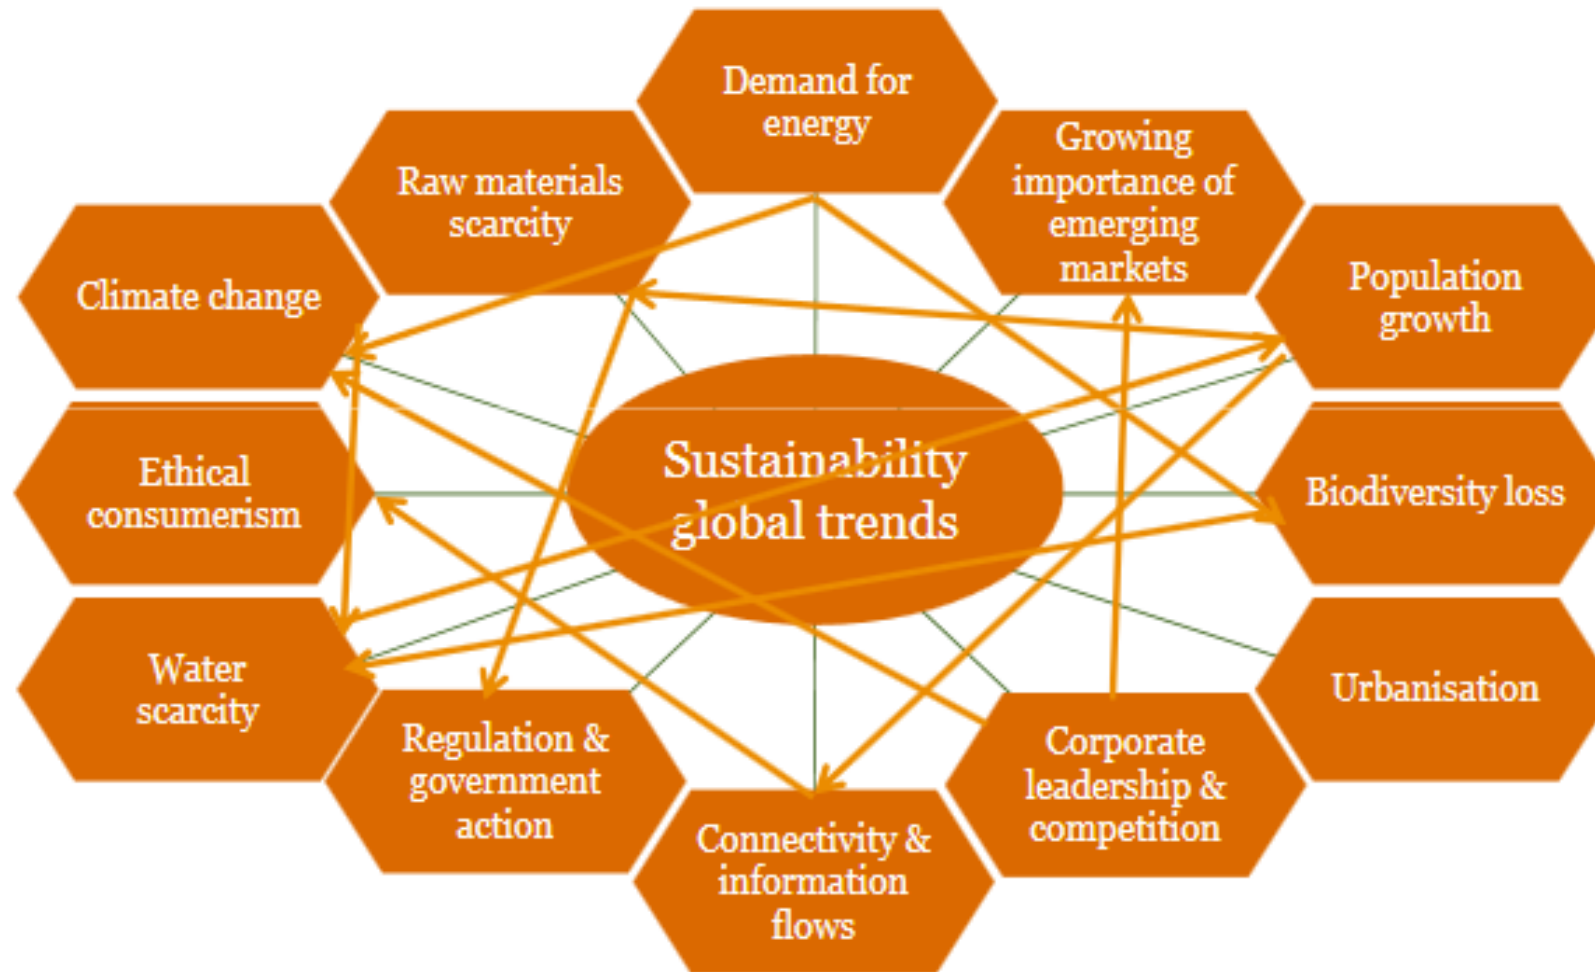 Demand for
energy
Growing
importance of
emerging
markets
Raw materials
scarcity
Population
growth
Climate change
Sustainability
global trends
Ethical
consumerism
Biodiversity loss
Water
scarcity
Urbanisation
Regulation &
government
action
Corporate
leadership &
competition
Connectivity &
information
flows